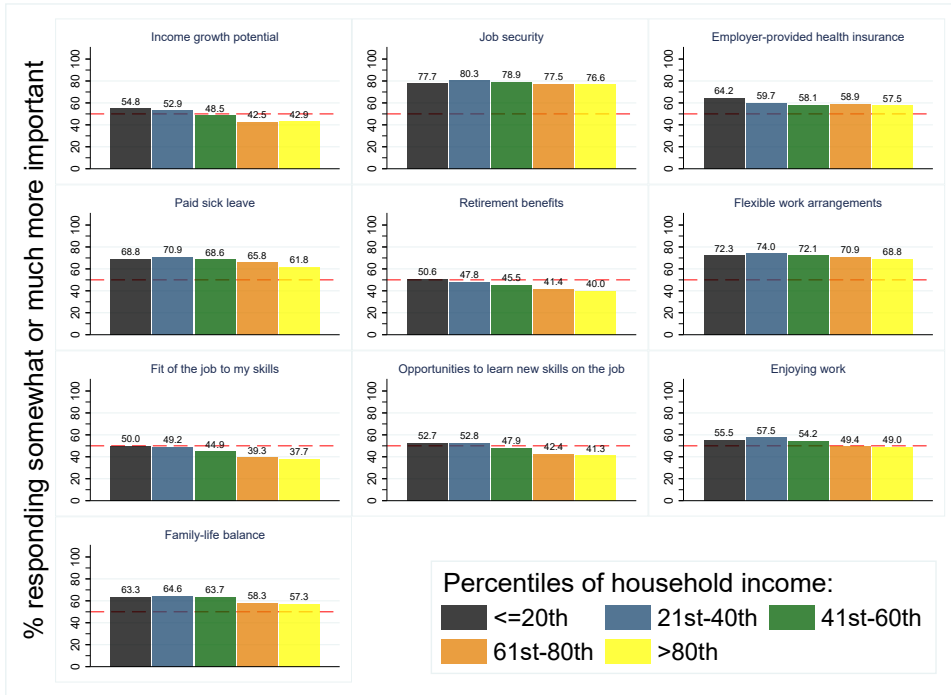 % responding somewhat or much more important
Income growth potential
0 20 40 60 80 100
54.8 52.9 48.5 42.5 42.9
Job security
0 20 40 60 80 100
77.7 80.3 78.9 77.5 76.6
Employer-provided health insurance
0 20 40 60 80 100
64.2 59.7 58.1 58.9 57.5
Paid sick leave
0 20 40 60 80 100
68.8 70.9 68.6 65.8 61.8
Retirement benefits
0 20 40 60 80 100
50.6 47.8 45.5 41.4 40.0
Flexible work arrangements
0 20 40 60 80 100
72.3 74.0 72.1 70.9 68.8
Fit of the job to my skills
0 20 40 60 80 100
50.0 49.2 44.9 39.3 37.7
Opportunities to learn new skills on the job
0 20 40 60 80 100
52.7 52.8 47.9 42.4 41.3
Enjoying work
0 20 40 60 80 100
55.5 57.5 54.2 49.4 49.0
Family-life balance
0 20 40 60 80 100
63.3 64.6 63.7 58.3 57.3
Percentiles of household income:
<=20th 21st-40th 41st-60th
61st-80th >80th